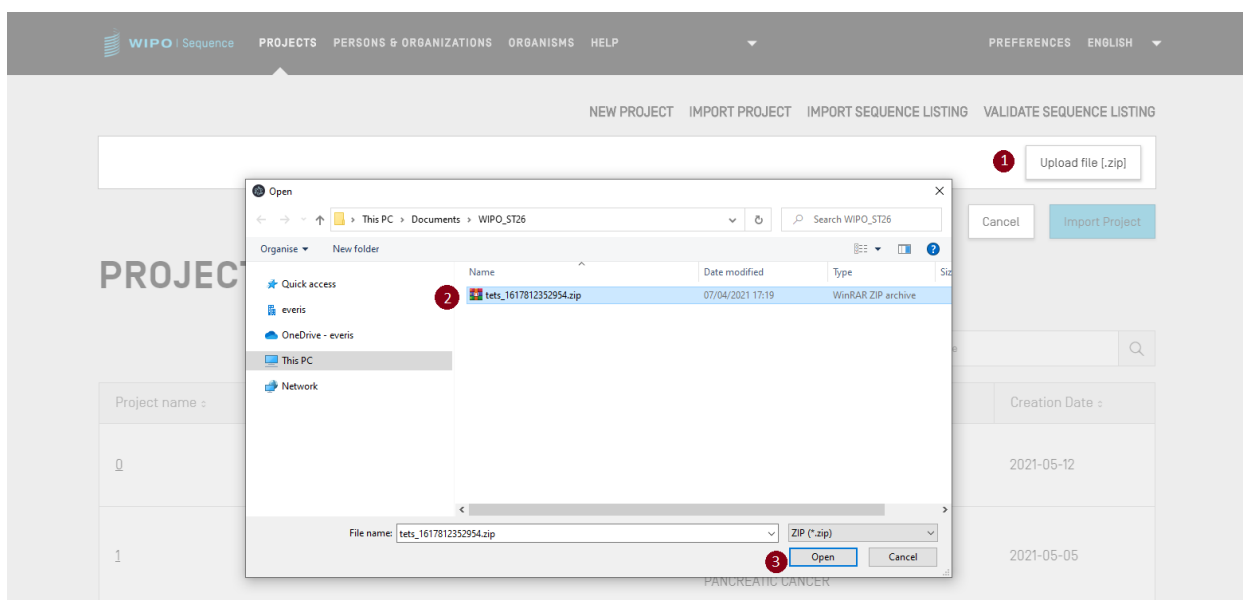 WIPO | Sequence PROJECTS PERSONS & ORGANIZATIONS ORGANISMS HELP PREFERENCES ENGLISH
NEW PROJECT IMPORT PROJECT IMPORT SEQUENCE LISTING VALIDATE SEQUENCE LISTING
1 Upload file [.zip]
Open
This PC > Documents > WIPO_ST26 Search WIPO_ST26
Cancel Import Project
Organise New folder
PROJEC
Name Date modified Type Siz
Quick access
2 tets_1617812352954.zip 07/04/2021 17:19 WinRAR ZIP archive
everis
OneDrive - everis
This PC
Network
Project name Creation Date
0 2021-05-12
File name: tets_1617812352954.zip ZIP (*.zip)
3 Open Cancel
1 2021-05-05
PANCREATIC CANCER